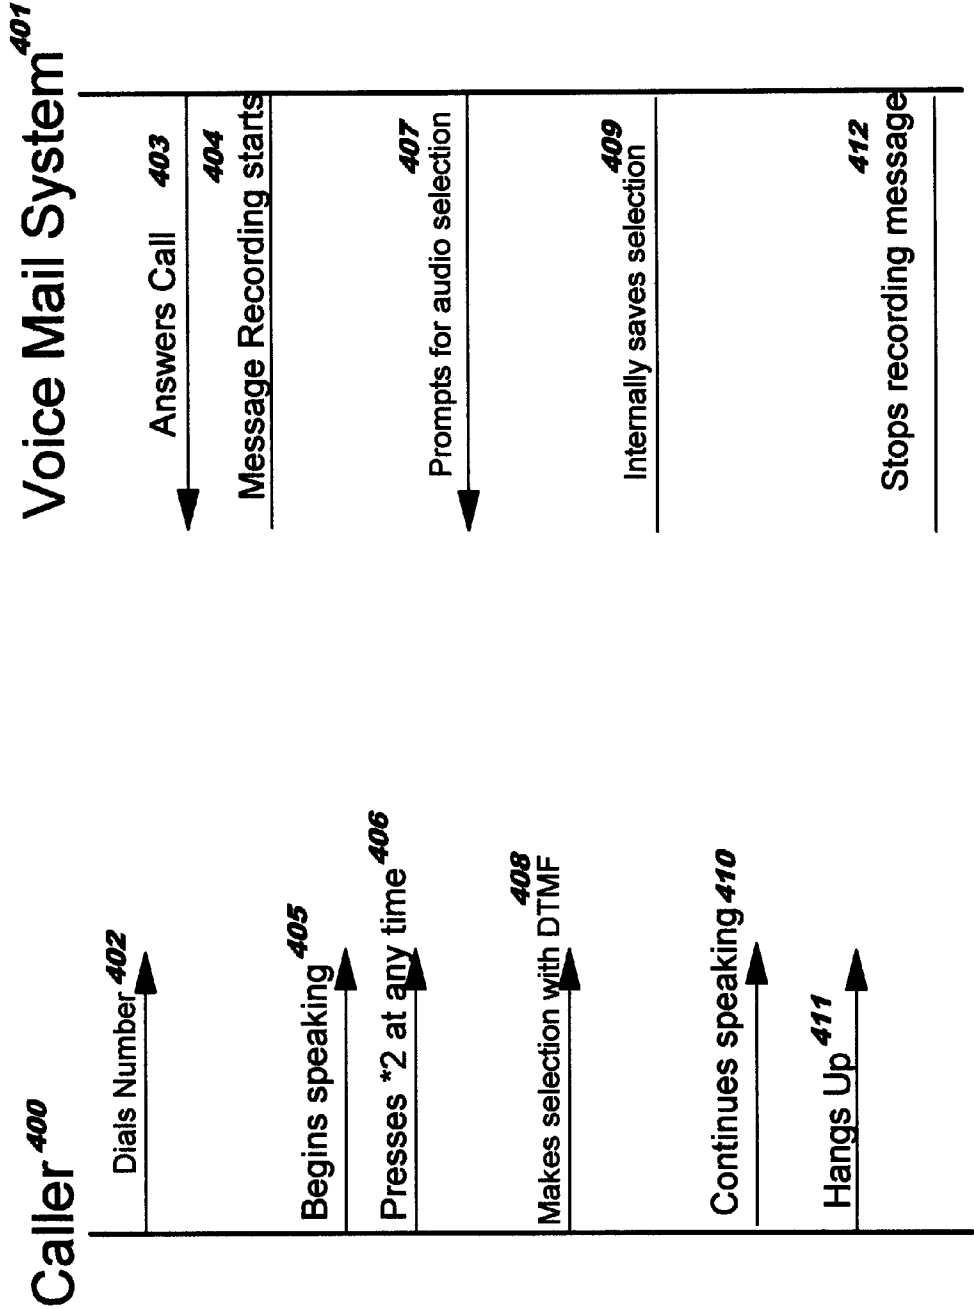 Caller 400
Voice Mail System 401
Dials Number 402
Answers Call 403
404
Message Recording starts
Begins speaking 405
Presses *2 at any time 406
407
Prompts for audio selection
408
Makes selection with DTMF
409
Internally saves selection
Continues speaking 410
Hangs Up 411
412
Stops recording message